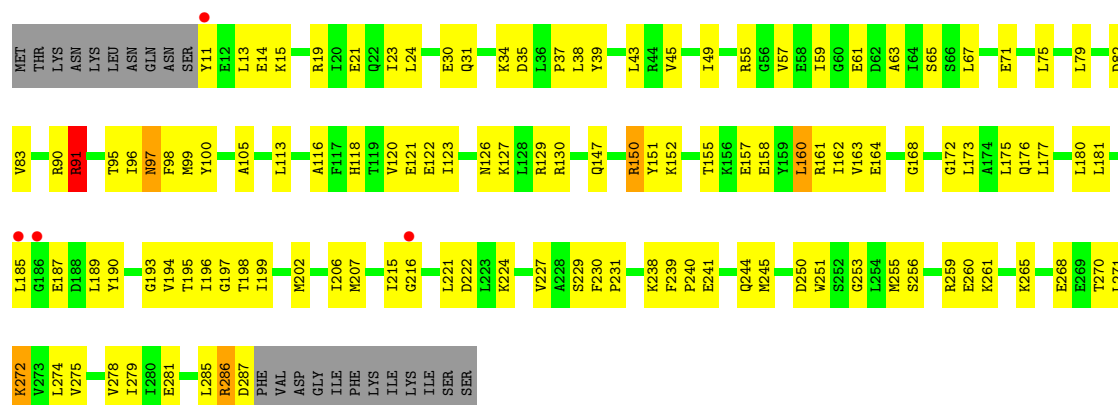 MET THR LYS ASN LYS LEU ASN GLN ASN SER Y11 E12 L13 E14 K15 R19 I20 E21 Q22 I23 L24 E30 Q31 K34 D35 L36 P37 L38 Y39 L43 R44 V45 I49 R55 G56 V57 E58 I59 G60 E61 D62 A63 I64 S65 S66 L67 E71 L75 L79 D82
V83 R90 R91 T95 I96 N97 F98 M99 Y100 A105 L113 A116 F117 H118 T119 V120 E121 E122 I123 N126 K127 L128 R129 R130 Q147 R150 Y151 K152 T155 K156 E157 E158 Y159 L160 R161 I162 V163 E164 G168 G172 L173 A174 L175 Q176 L177 L180 L181
L185 G186 E187 D188 L189 Y190 G193 V194 T195 I196 G197 T198 I199 M202 I206 M207 I215 G216 L221 D222 L223 K224 V227 A228 S229 F230 P231 K238 F239 P240 E241 Q244 M245 D250 W251 S252 G253 L254 M255 S256 R259 E260 K261 K265 E268 E269 T270 L271
K272 V273 L274 V275 V278 I279 I280 E281 L285 R286 D287 PHE VAL ASP GLY ILE PHE LYS ILE LYS ILE SER SER